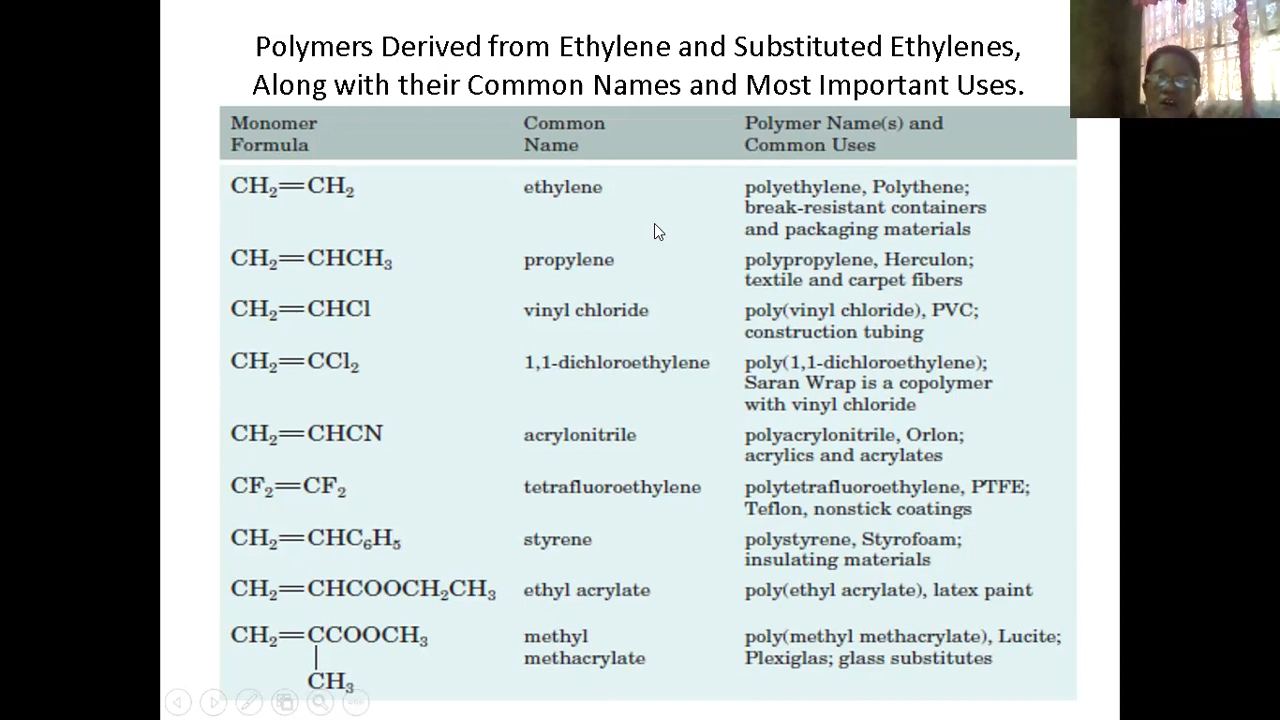 Polymers Derived from Ethylene and Substituted Ethylenes,
Along with their Common Names and Most Important Uses.
Monomer Formula
Common Name
Polymer Name(s) and Common Uses
CH₂=CH₂
ethylene
polyethylene, Polythene;
break-resistant containers
and packaging materials
CH₂=CHCH₃
propylene
polypropylene, Herculon;
textile and carpet fibers
CH₂=CHCl
vinyl chloride
poly(vinyl chloride), PVC;
construction tubing
CH₂=CCl₂
1,1-dichloroethylene
poly(1,1-dichloroethylene);
Saran Wrap is a copolymer
with vinyl chloride
CH₂=CHCN
acrylonitrile
polyacrylonitrile, Orlon;
acrylics and acrylates
CF₂=CF₂
tetrafluoroethylene
polytetrafluoroethylene, PTFE;
Teflon, nonstick coatings
CH₂=CHC₆H₅
styrene
polystyrene, Styrofoam;
insulating materials
CH₂=CHCOOCH₂CH₃
ethyl acrylate
poly(ethyl acrylate), latex paint
CH₂=CCOOCH₃
CH₃
methyl
methacrylate
poly(methyl methacrylate), Lucite;
Plexiglas; glass substitutes